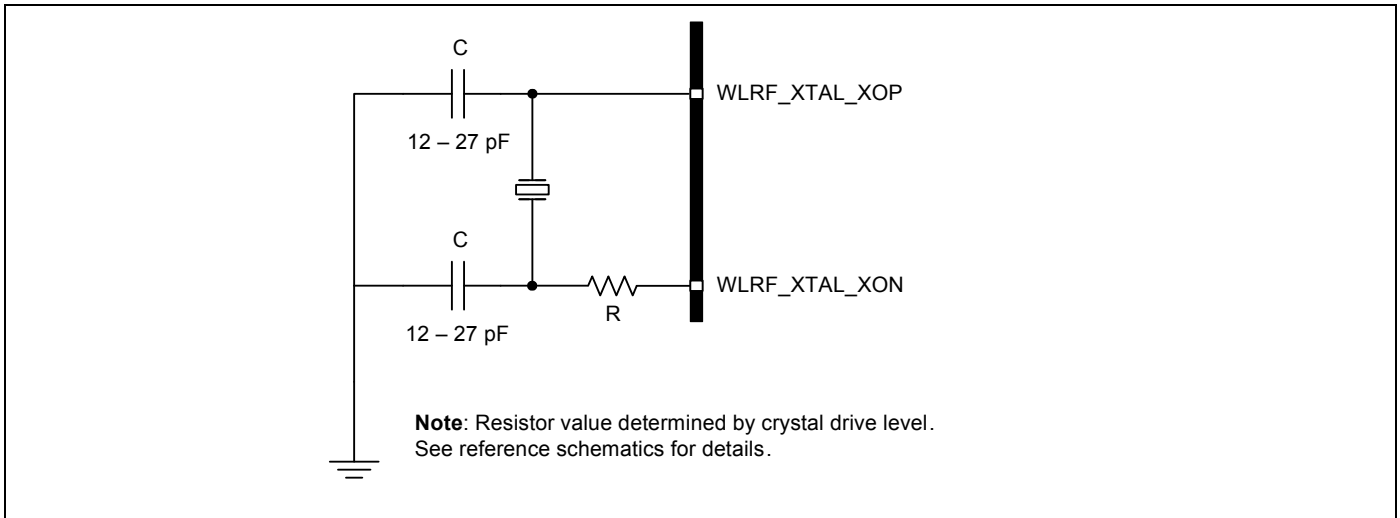 C
WLRF_XTAL_XOP
12 – 27 pF
C
WLRF_XTAL_XON
R
12 – 27 pF
Note: Resistor value determined by crystal drive level.
See reference schematics for details.